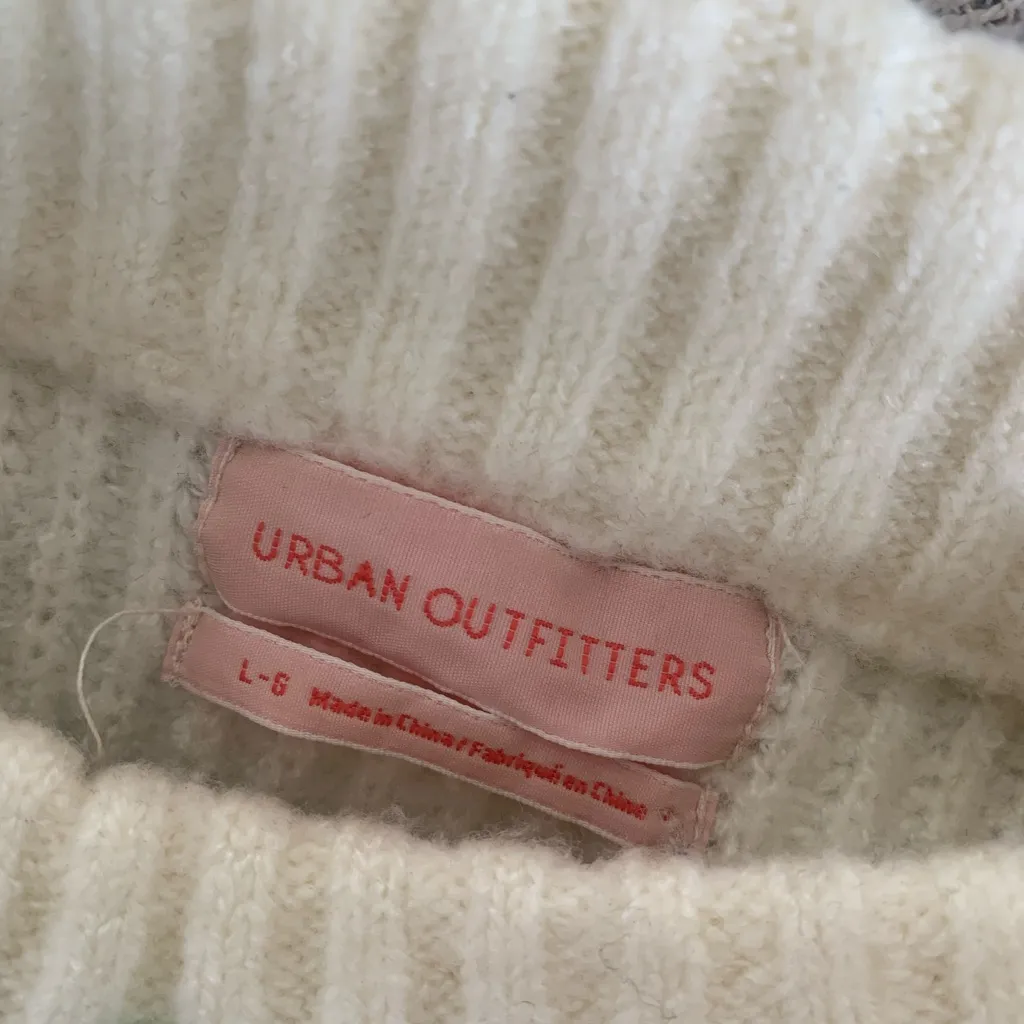 URBAN OUTFITTERS
L-G Made in China / Fabriqué en Chine